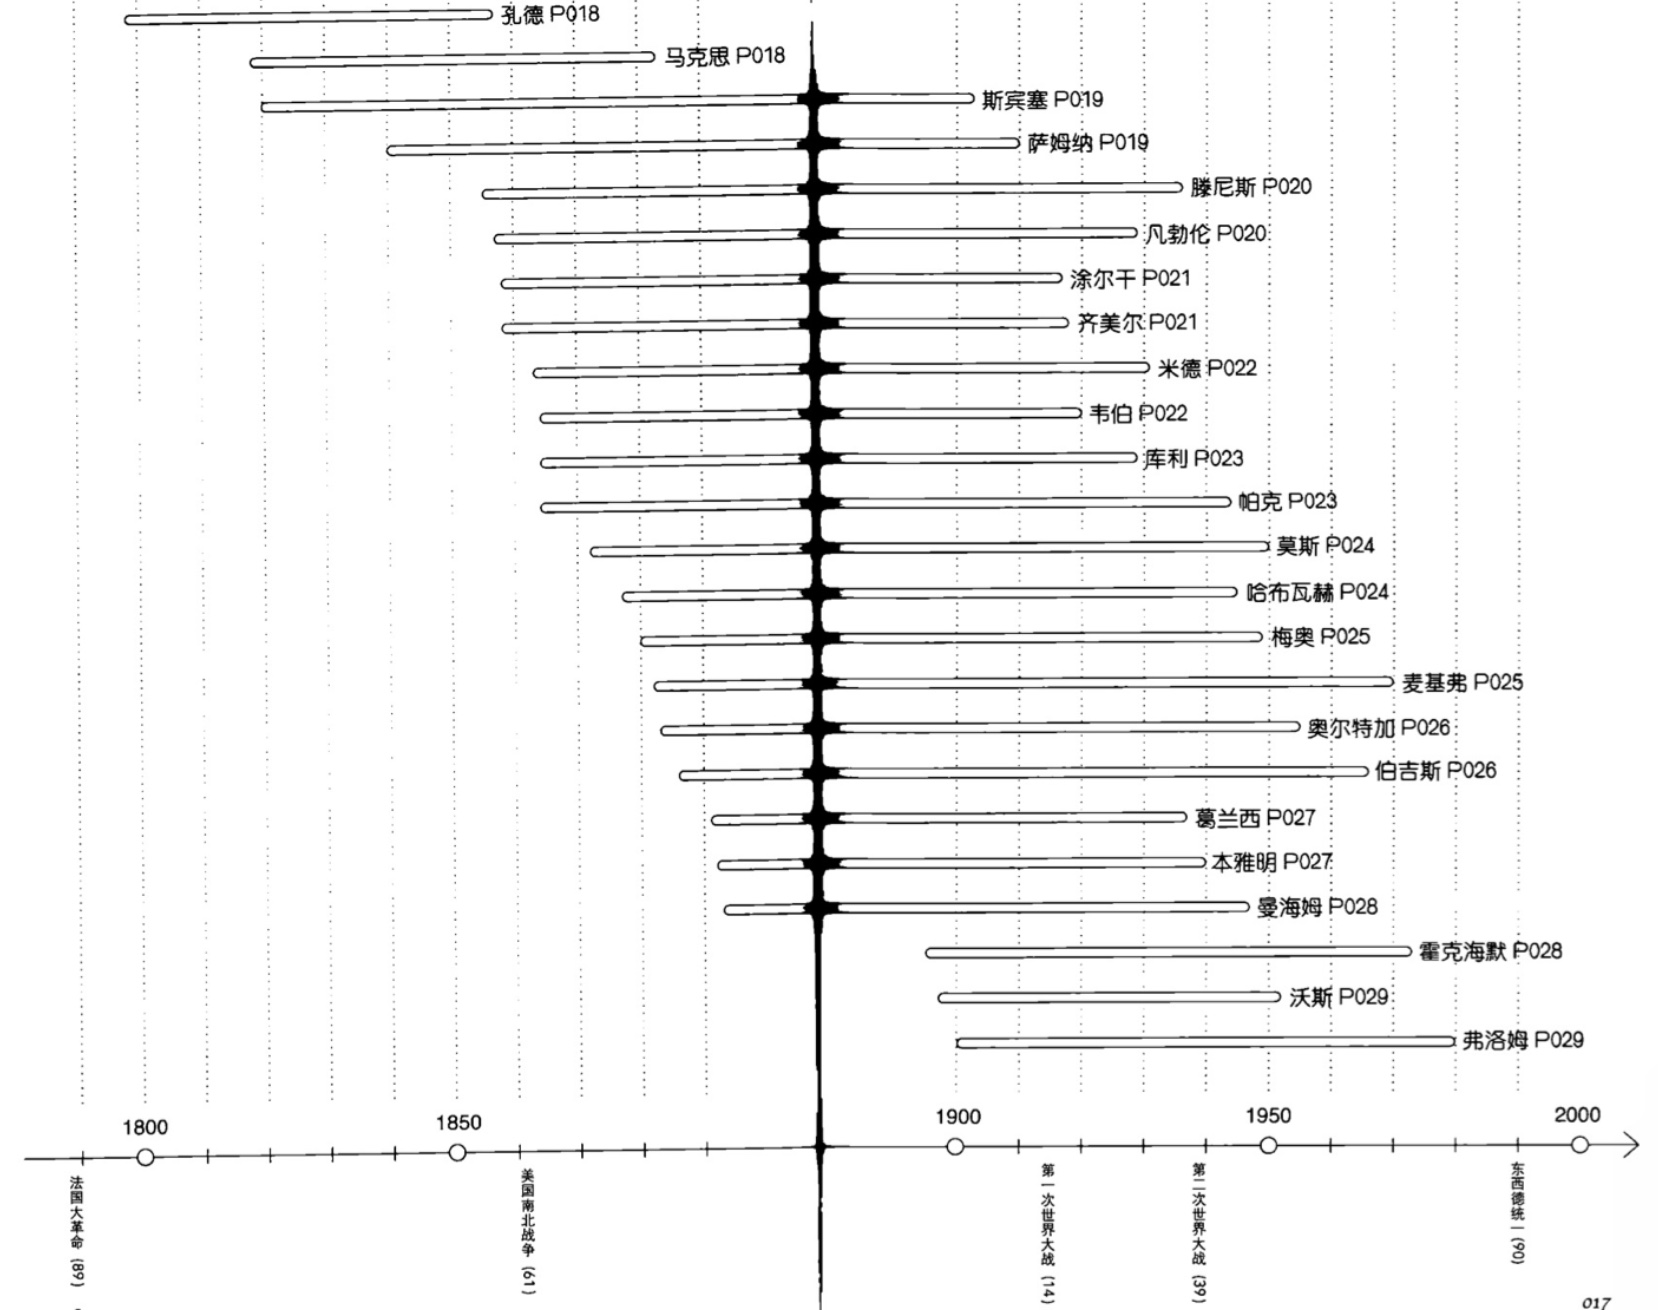 孔德 P018
马克思 P018
斯宾塞 P019
萨姆纳 P019
滕尼斯 P020
凡勃伦 P020
涂尔干 P021
齐美尔 P021
米德 P022
韦伯 P022
库利 P023
帕克 P023
莫斯 P024
哈布瓦赫 P024
梅奥 P025
麦基弗 P025
奥尔特加 P026
伯吉斯 P026
葛兰西 P027
本雅明 P027
曼海姆 P028
霍克海默 P028
沃斯 P029
弗洛姆 P029
1800 1850 1900 1950 2000
法国大革命 (89)
美国南北战争 (61)
第一次世界大战 (14)
第二次世界大战 (39)
东西德统一 (90)
017